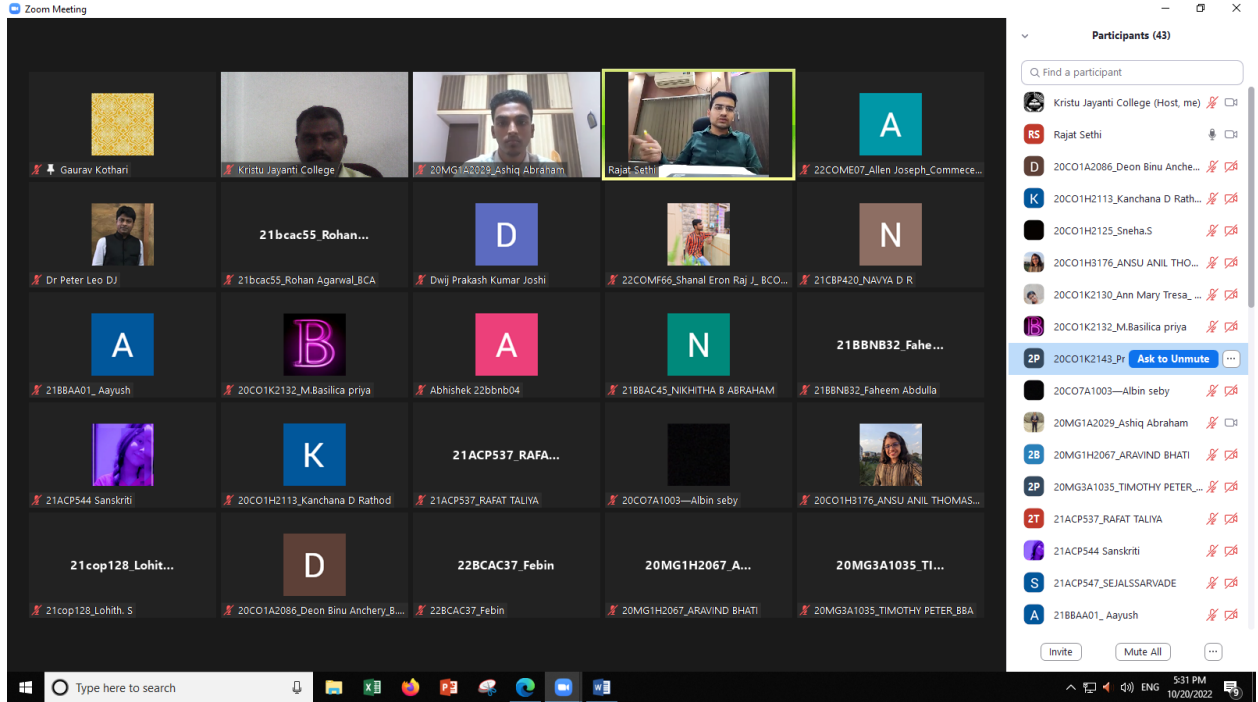 Zoom Meeting
Gaurav Kothari
Kristu Jayanti College
20MG1A2029_Ashiq Abraham
Rajat Sethi
A
22COME07_Allen Joseph_Commece...
Dr Peter Leo DJ
21bcac55_Rohan...
21bcac55_Rohan Agarwal_BCA
D
Dwij Prakash Kumar Joshi
22COMF66_Shanal Eron Raj J_ BCO...
N
21CBP420_NAVYA D R
A
21BBAA01_ Aayush
B
20CO1K2132_M.Basilica priya
A
Abhishek 22bbnb04
N
21BBAC45_NIKHITHA B ABRAHAM
21BBNB32_Fahe...
21BBNB32_Faheem Abdulla
21ACP544 Sanskriti
K
20CO1H2113_Kanchana D Rathod
21ACP537_RAFA...
21ACP537_RAFAT TALIYA
20CO7A1003—Albin seby
20CO1H3176_ANSU ANIL THOMAS...
21cop128_Lohit...
21cop128_Lohith. S
D
20CO1A2086_Deon Binu Anchery_B...
22BCAC37_Febin
22BCAC37_Febin
20MG1H2067_A...
20MG1H2067_ARAVIND BHATI
20MG3A1035_TI...
20MG3A1035_TIMOTHY PETER_BBA
Participants (43)
Find a participant
Kristu Jayanti College (Host, me)
RS Rajat Sethi
D 20CO1A2086_Deon Binu Anche...
K 20CO1H2113_Kanchana D Rath...
20CO1H2125_Sneha.S
20CO1H3176_ANSU ANIL THO...
20CO1K2130_Ann Mary Tresa_ ...
B 20CO1K2132_M.Basilica priya
2P 20CO1K2143_Pr Ask to Unmute ...
20CO7A1003—Albin seby
20MG1A2029_Ashiq Abraham
2B 20MG1H2067_ARAVIND BHATI
2P 20MG3A1035_TIMOTHY PETER_...
2T 21ACP537_RAFAT TALIYA
21ACP544 Sanskriti
S 21ACP547_SEJALSSARVADE
A 21BBAA01_ Aayush
Invite Mute All ...
Type here to search
ENG
5:31 PM
10/20/2022
9